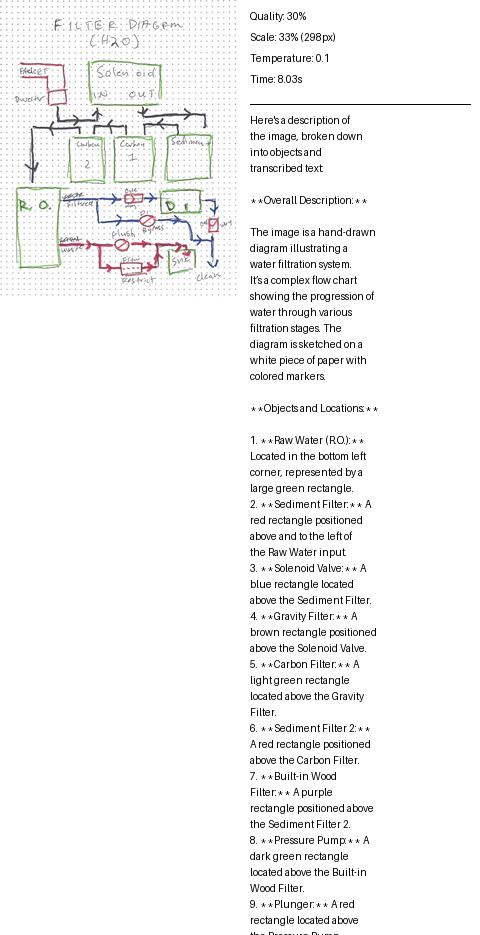 FILTER DIAGRAM
(H2O)
FAUCET
Solenoid
IN OUT
Carbon
2
Carbon
1
Sediment
R.O.
Filtered
D I
Bypass
Flush
waste
Flow
Restrict
Sink
Clean
Quality: 30%
Scale: 33% (298px)
Temperature: 0.1
Time: 8.03s
Here's a description of
the image, broken down
into objects and
transcribed text:
**Overall Description:**
The image is a hand-drawn
diagram illustrating a
water filtration system.
It's a complex flow chart
showing the progression of
water through various
filtration stages. The
diagram is sketched on a
white piece of paper with
colored markers.
**Objects and Locations:**
1. **Raw Water (R.O.):**
Located in the bottom left
corner, represented by a
large green rectangle.
2. **Sediment Filter:** A
red rectangle positioned
above and to the left of
the Raw Water input.
3. **Solenoid Valve:** A
blue rectangle located
above the Sediment Filter.
4. **Gravity Filter:** A
brown rectangle positioned
above the Solenoid Valve.
5. **Carbon Filter:** A
light green rectangle
located above the Gravity
Filter.
6. **Sediment Filter 2:**
A red rectangle positioned
above the Carbon Filter.
7. **Built-in Wood
Filter:** A purple
rectangle positioned above
the Sediment Filter 2.
8. **Pressure Pump:** A
dark green rectangle
located above the Built-in
Wood Filter.
9. **Plunger:** A red
rectangle located above
the Pressure Pump.